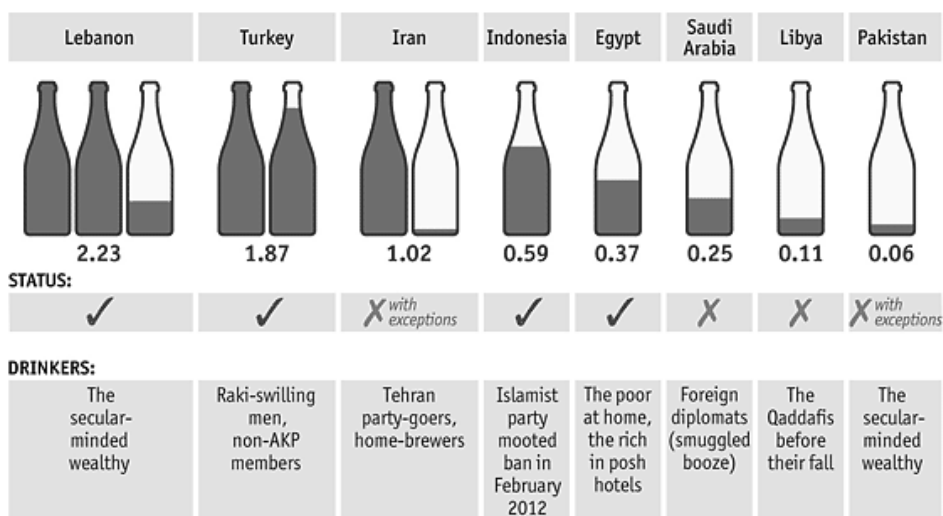 Lebanon
Turkey
Iran
Indonesia
Egypt
Saudi
Arabia
Libya
Pakistan
2.23
1.87
1.02
0.59
0.37
0.25
0.11
0.06
STATUS:
✓
✓
✗ with
exceptions
✓
✓
✗
✗
✗ with
exceptions
DRINKERS:
The
secular-
minded
wealthy
Raki-swilling
men,
non-AKP
members
Tehran
party-goers,
home-brewers
Islamist
party
mooted
ban in
February
2012
The poor
at home,
the rich
in posh
hotels
Foreign
diplomats
(smuggled
booze)
The
Qaddafis
before
their fall
The
secular-
minded
wealthy